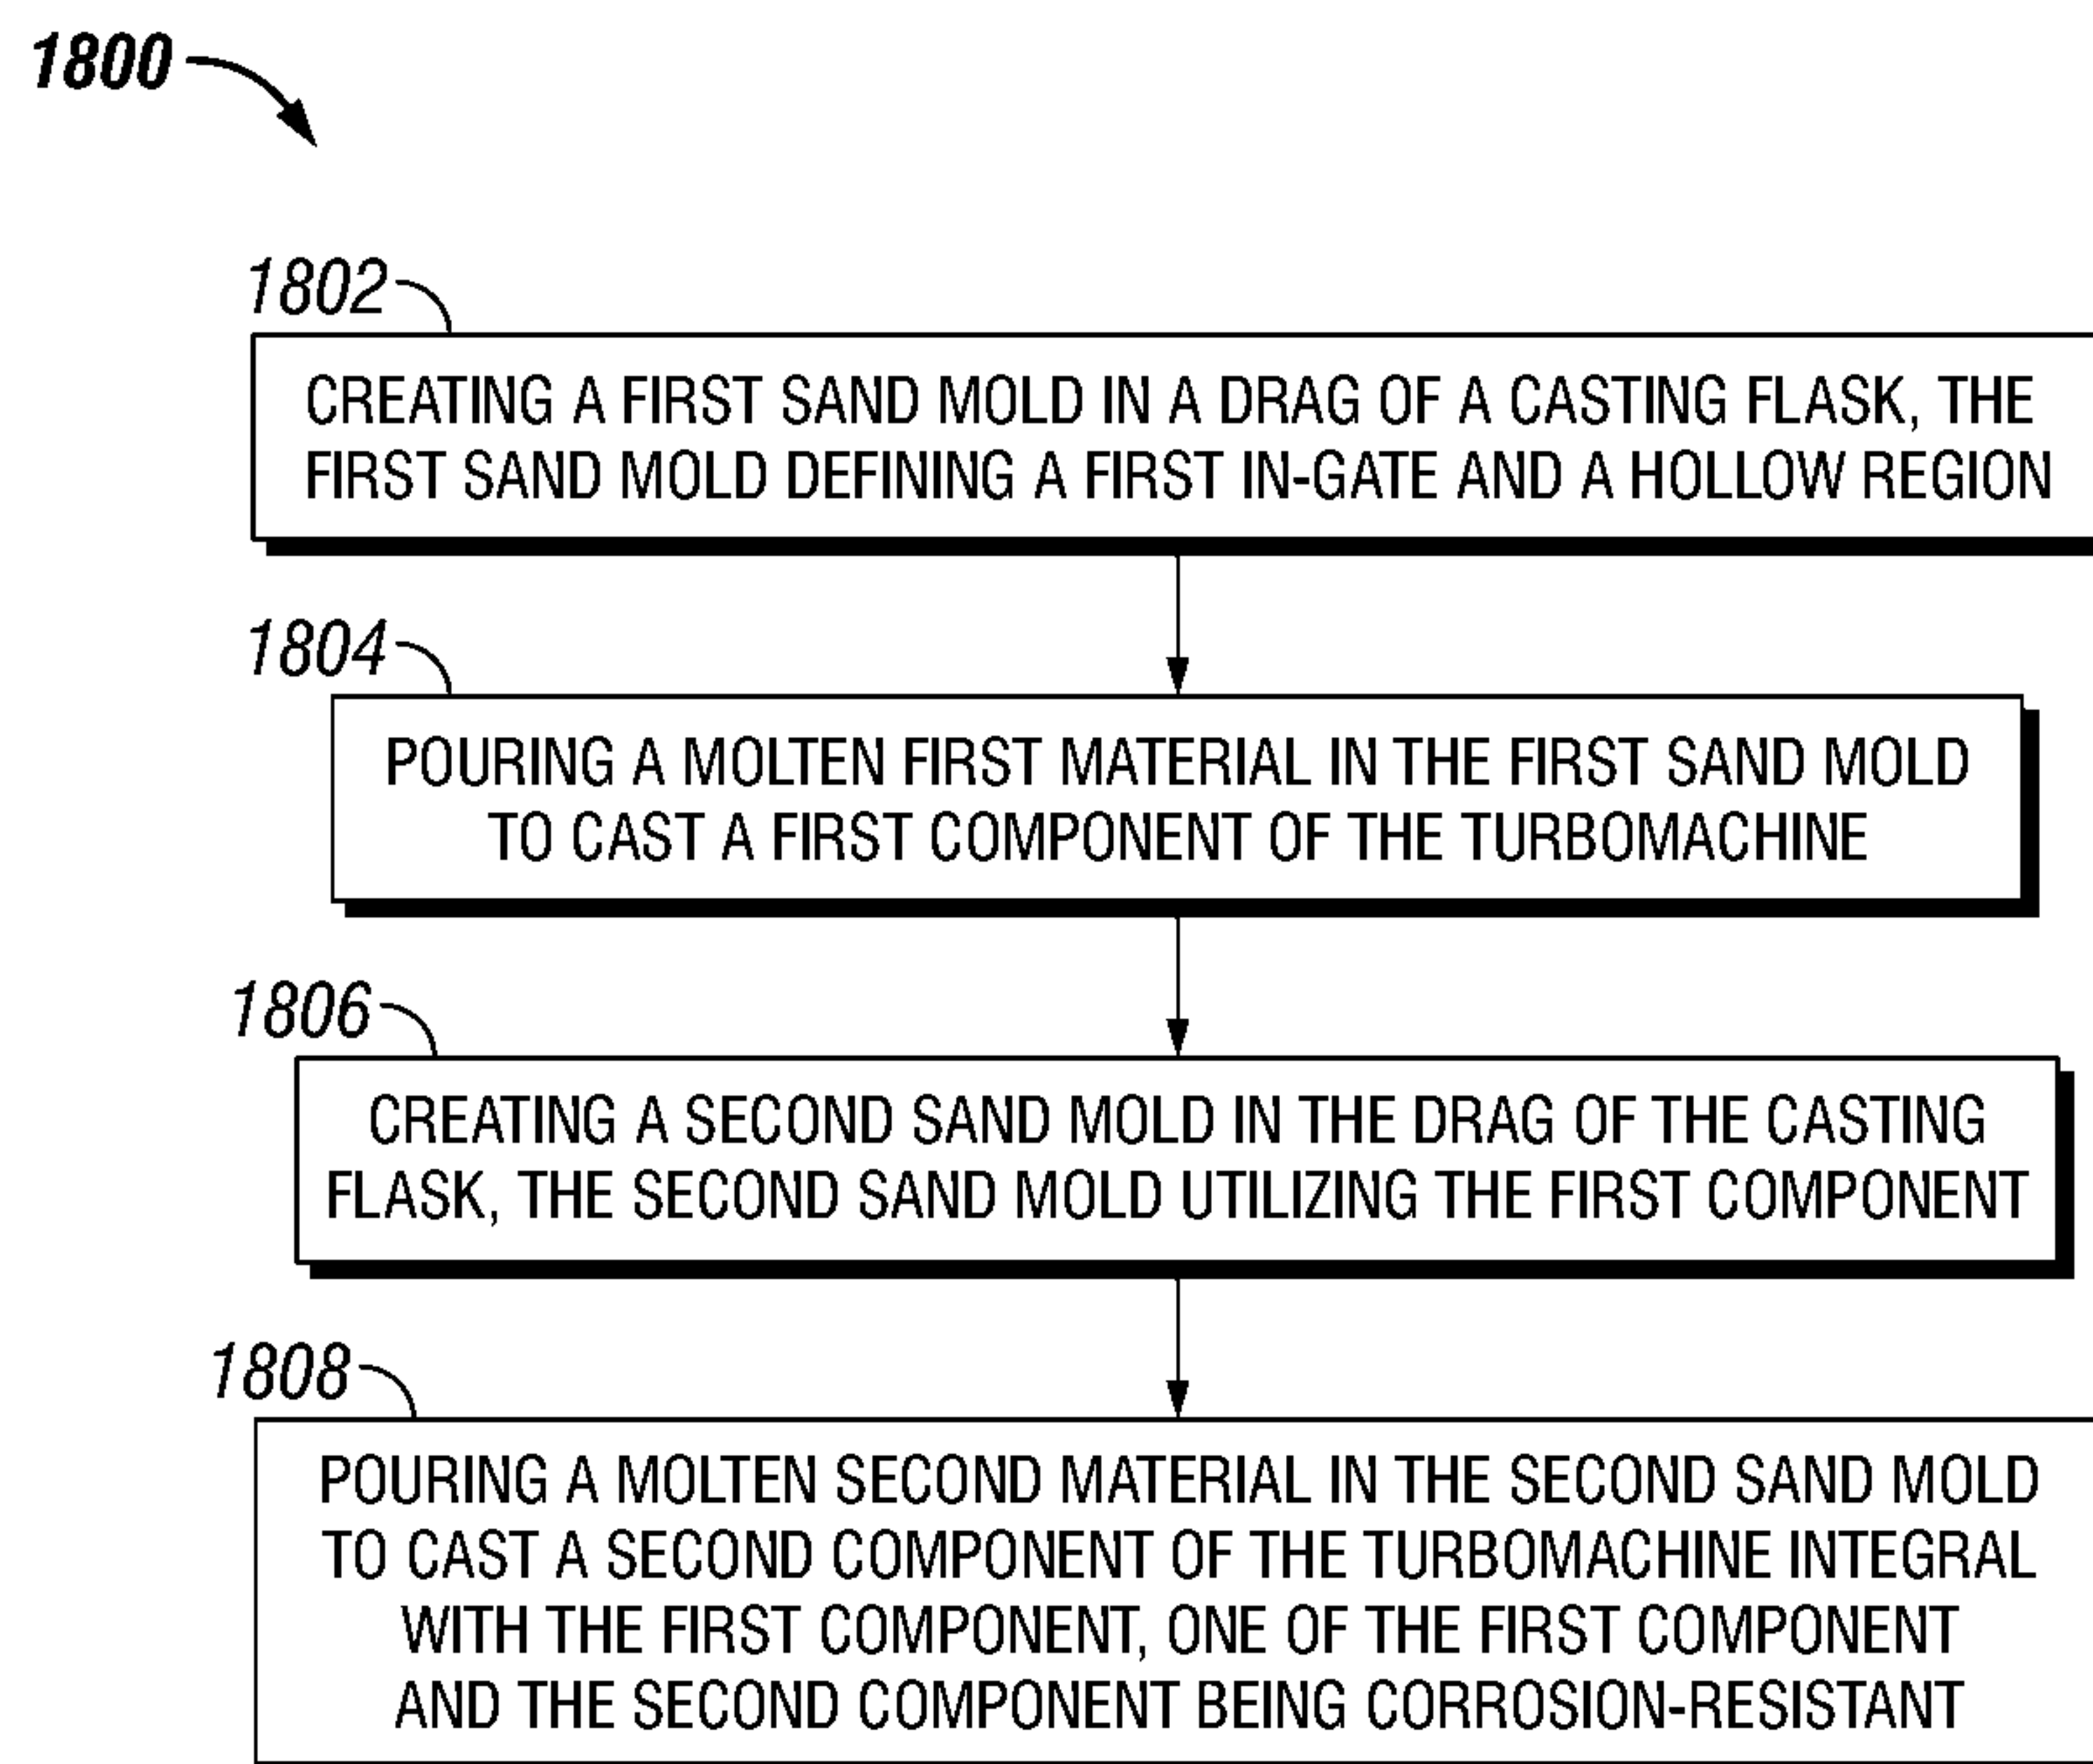 1800
1802
CREATING A FIRST SAND MOLD IN A DRAG OF A CASTING FLASK, THE
FIRST SAND MOLD DEFINING A FIRST IN-GATE AND A HOLLOW REGION
1804
POURING A MOLTEN FIRST MATERIAL IN THE FIRST SAND MOLD
TO CAST A FIRST COMPONENT OF THE TURBOMACHINE
1806
CREATING A SECOND SAND MOLD IN THE DRAG OF THE CASTING
FLASK, THE SECOND SAND MOLD UTILIZING THE FIRST COMPONENT
1808
POURING A MOLTEN SECOND MATERIAL IN THE SECOND SAND MOLD
TO CAST A SECOND COMPONENT OF THE TURBOMACHINE INTEGRAL
WITH THE FIRST COMPONENT, ONE OF THE FIRST COMPONENT
AND THE SECOND COMPONENT BEING CORROSION-RESISTANT